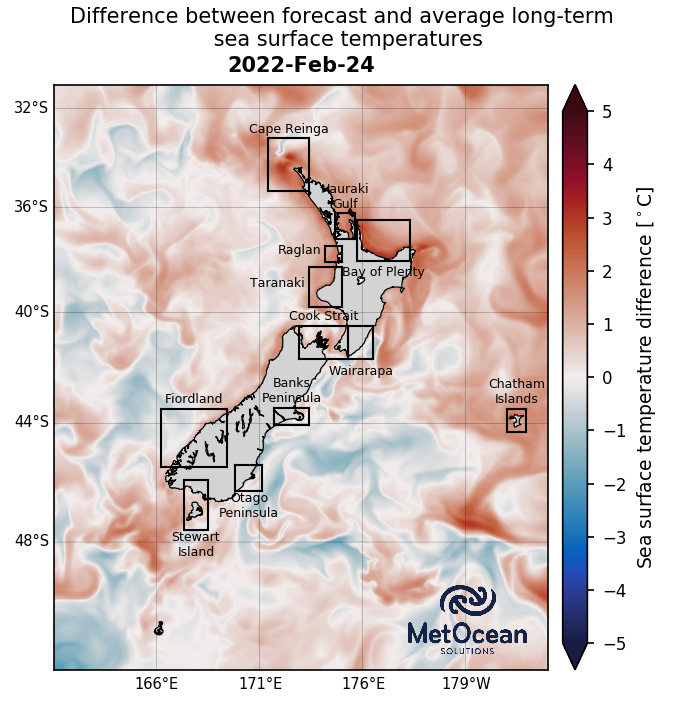 Difference between forecast and average long-term
sea surface temperatures
2022-Feb-24
32°S
36°S
40°S
44°S
48°S
Cape Reinga
Hauraki
Gulf
Raglan
Bay of Plenty
Taranaki
Cook Strait
Wairarapa
Banks
Peninsula
Fiordland
Chatham
Islands
Otago
Peninsula
Stewart
Island
MetOcean
SOLUTIONS
166°E
171°E
176°E
179°W
5
4
3
2
1
0
−1
−2
−3
−4
−5
Sea surface temperature difference [°C]